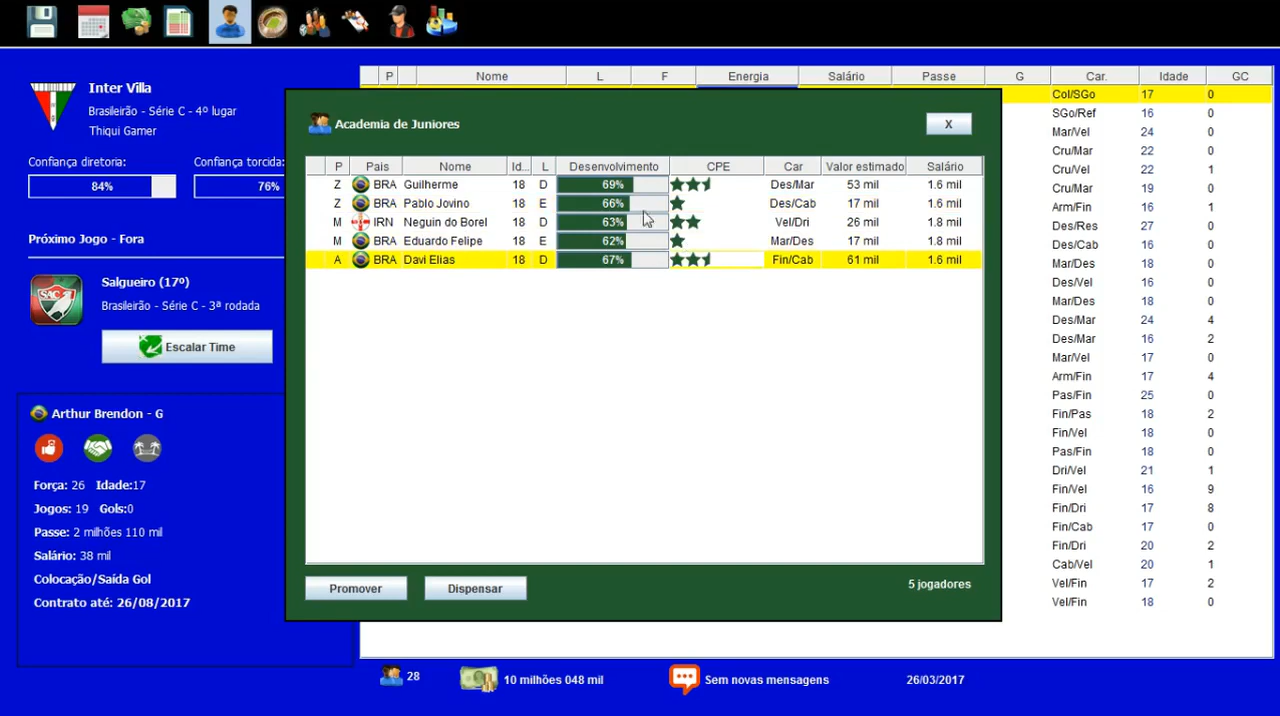 P Nome L F Energia Salário Passe G Car. Idade GC
Inter Villa
Brasileirão - Série C - 4º lugar
Thiqui Gamer
Confiança diretoria: Confiança torcida:
84% 76%
Próximo Jogo - Fora
Salgueiro (17º)
Brasileirão - Série C - 3ª rodada
Escalar Time
Arthur Brendon - G
Força: 26 Idade:17
Jogos: 19 Gols:0
Passe: 2 milhões 110 mil
Salário: 38 mil
Colocação/Saída Gol
Contrato até: 26/08/2017
Academia de Juniores X
P Pais Nome Id... L Desenvolvimento CPE Car Valor estimado Salário
Z BRA Guilherme 18 D 69% Des/Mar 53 mil 1.6 mil
Z BRA Pablo Jovino 18 E 66% Des/Cab 17 mil 1.6 mil
M IRN Neguin do Borel 18 D 63% Vel/Dri 26 mil 1.8 mil
M BRA Eduardo Felipe 18 E 62% Mar/Des 17 mil 1.8 mil
A BRA Davi Elias 18 D 67% Fin/Cab 61 mil 1.6 mil
Promover Dispensar 5 jogadores
Col/SGo 17 0
SGo/Ref 16 0
Mar/Vel 24 0
Cru/Mar 22 0
Cru/Vel 22 1
Cru/Mar 19 0
Arm/Fin 16 1
Des/Res 27 0
Des/Cab 16 0
Mar/Des 18 0
Des/Vel 16 0
Mar/Des 18 0
Des/Mar 24 4
Des/Mar 16 2
Mar/Vel 17 0
Arm/Fin 17 4
Pas/Fin 25 0
Fin/Pas 18 2
Fin/Vel 18 0
Pas/Fin 18 0
Dri/Vel 21 1
Fin/Vel 16 9
Fin/Dri 17 8
Fin/Cab 17 0
Fin/Dri 20 2
Cab/Vel 20 1
Vel/Fin 17 2
Vel/Fin 18 0
28 10 milhões 048 mil Sem novas mensagens 26/03/2017